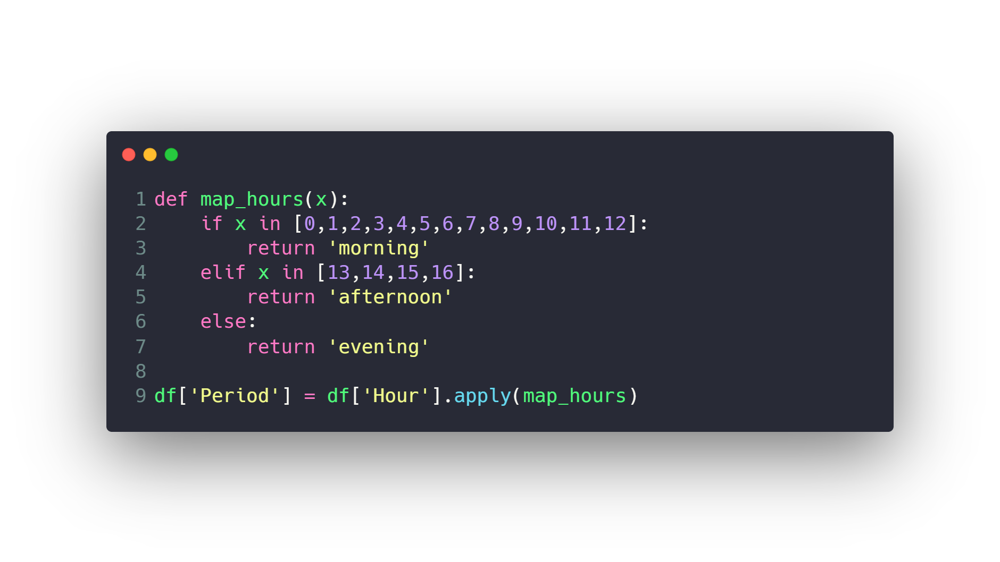 1 def map_hours(x):
2     if x in [0,1,2,3,4,5,6,7,8,9,10,11,12]:
3         return 'morning'
4     elif x in [13,14,15,16]:
5         return 'afternoon'
6     else:
7         return 'evening'
8
9 df['Period'] = df['Hour'].apply(map_hours)